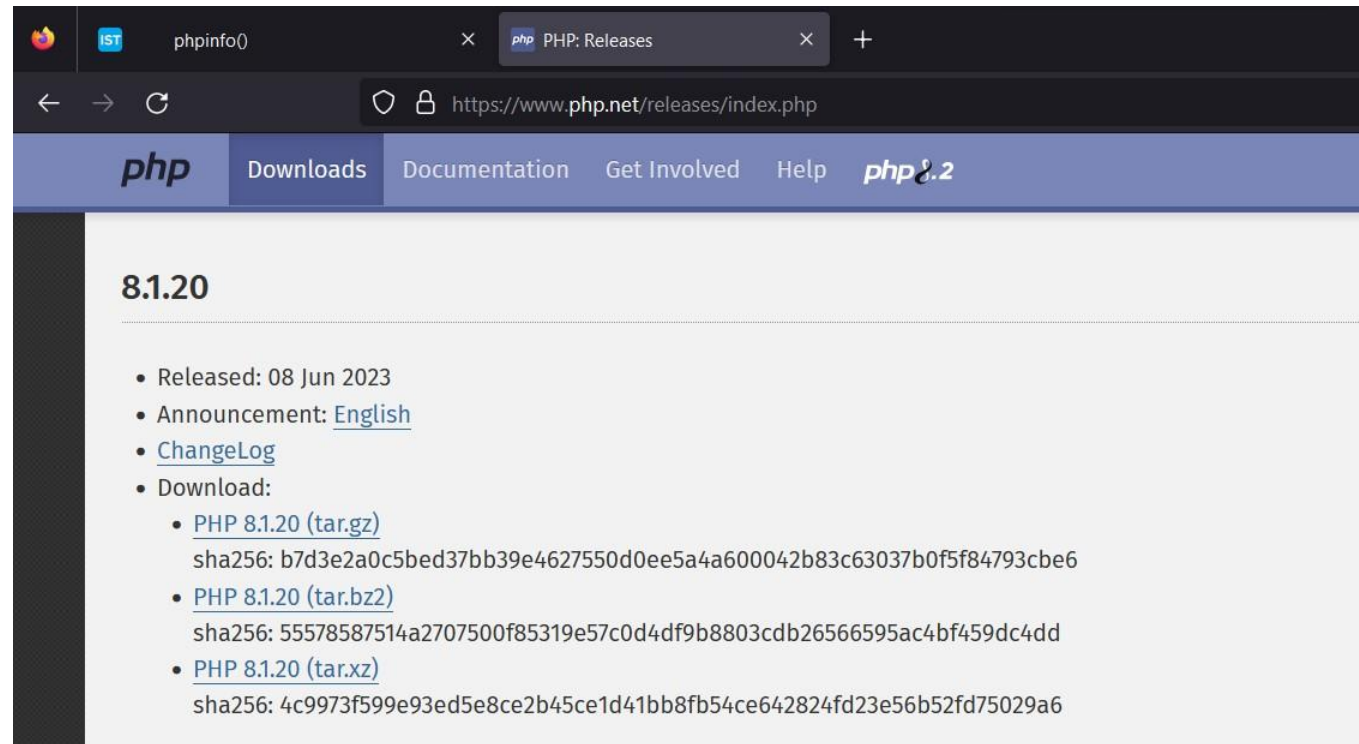 IST
phpinfo()
php PHP: Releases
https://www.php.net/releases/index.php
php Downloads Documentation Get Involved Help php8.2
8.1.20
• Released: 08 Jun 2023
• Announcement: English
• ChangeLog
• Download:
• PHP 8.1.20 (tar.gz)
sha256: b7d3e2a0c5bed37bb39e4627550d0ee5a4a600042b83c63037b0f5f84793cbe6
• PHP 8.1.20 (tar.bz2)
sha256: 55578587514a2707500f85319e57c0d4df9b8803cdb26566595ac4bf459dc4dd
• PHP 8.1.20 (tar.xz)
sha256: 4c9973f599e93ed5e8ce2b45ce1d41bb8fb54ce642824fd23e56b52fd75029a6